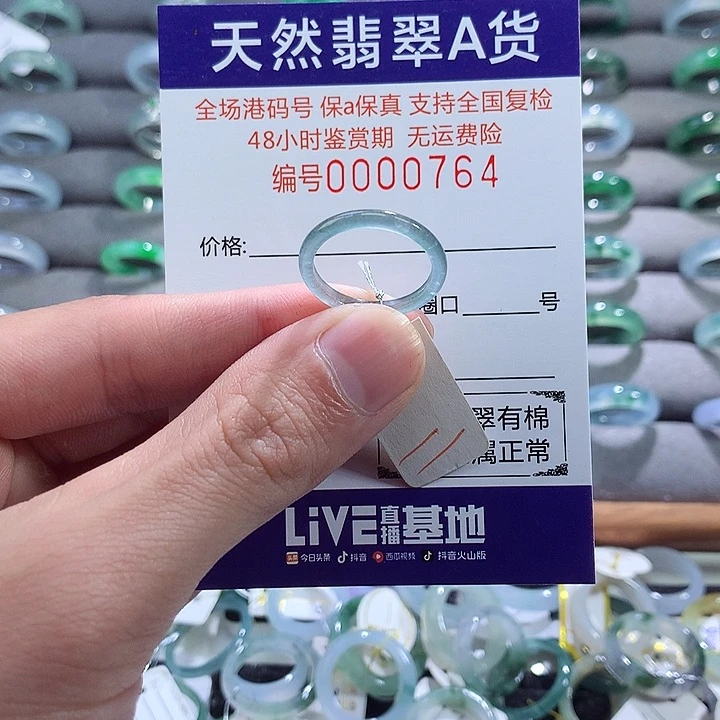 天然翡翠A货
全场港码号 保a保真 支持全国复检
48小时鉴赏期 无运费险
编号0000764
价格:
圈口 号
翠有棉
属正常
LiVE直播基地
头条 今日头条 抖音 西瓜视频 抖音火山版